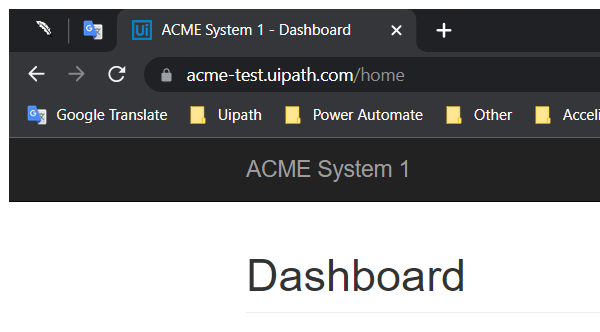 Ui ACME System 1 - Dashboard
acme-test.uipath.com/home
Google Translate Uipath Power Automate Other Acceli
ACME System 1
Dashboard